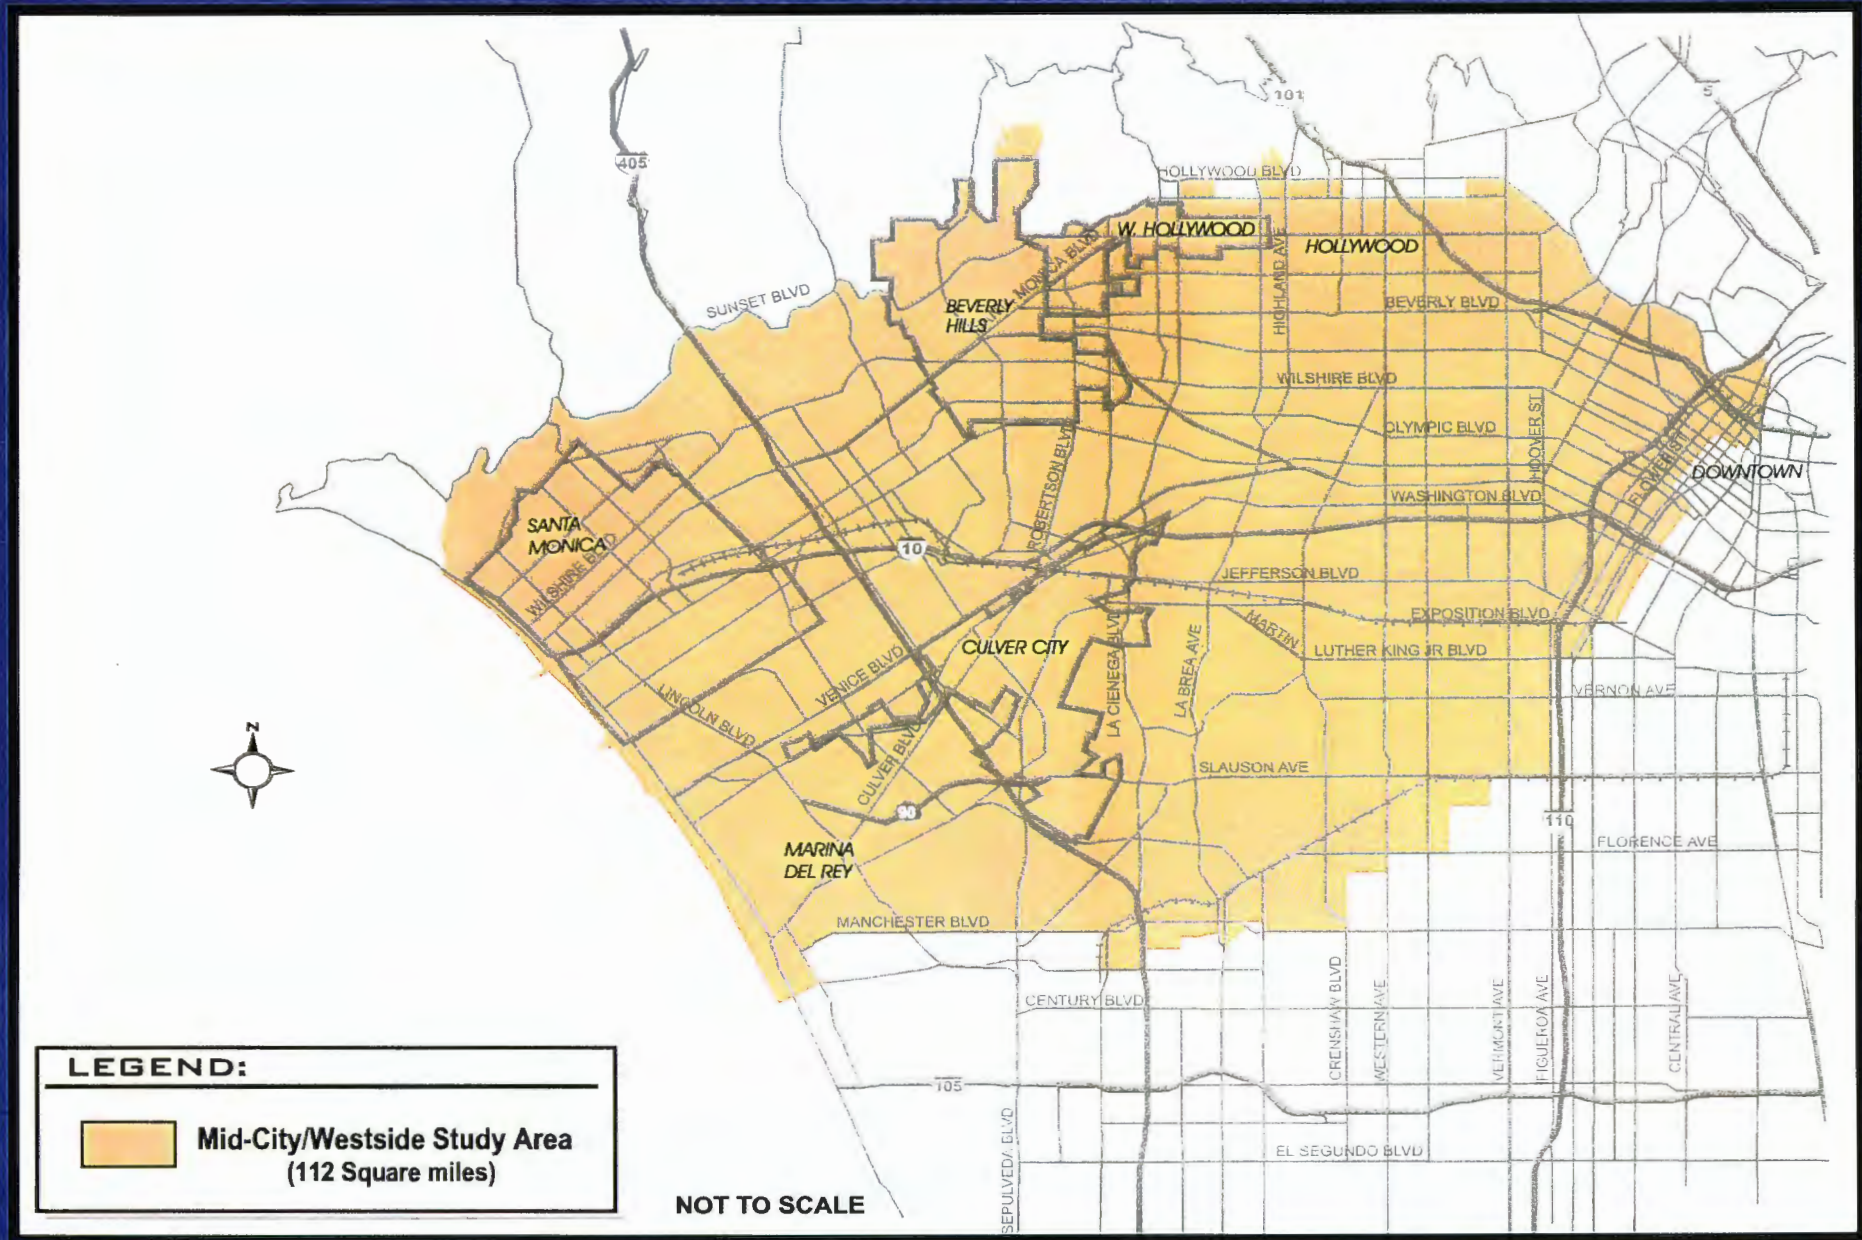 101
5
405
HOLLYWOOD BLVD
W. HOLLYWOOD
HOLLYWOOD
HIGHLAND AVE
MONICA BLVD
SUNSET BLVD
BEVERLY
HILLS
BEVERLY BLVD
WILSHIRE BLVD
HOOVER ST
OLYMPIC BLVD
ROBERTSON BLVD
FLOWER ST
DOWNTOWN
WASHINGTON BLVD
SANTA
MONICA
WILSHIRE BLVD
10
JEFFERSON BLVD
EXPOSITION BLVD
MARTIN
LUTHER KING JR BLVD
CULVER CITY
LA CIENEGA BLVD
LA BREA AVE
VENICE BLVD
LINCOLN BLVD
VERNON AVE
N
CULVER BLVD
SLAUSON AVE
90
110
FLORENCE AVE
MARINA
DEL REY
MANCHESTER BLVD
CENTURY BLVD
CRENSHAW BLVD
WESTERN AVE
VERMONT AVE
FIGUEROA AVE
CENTRAL AVE
105
SEPULVEDA BLVD
EL SEGUNDO BLVD
LEGEND:
Mid-City/Westside Study Area
(112 Square miles)
NOT TO SCALE